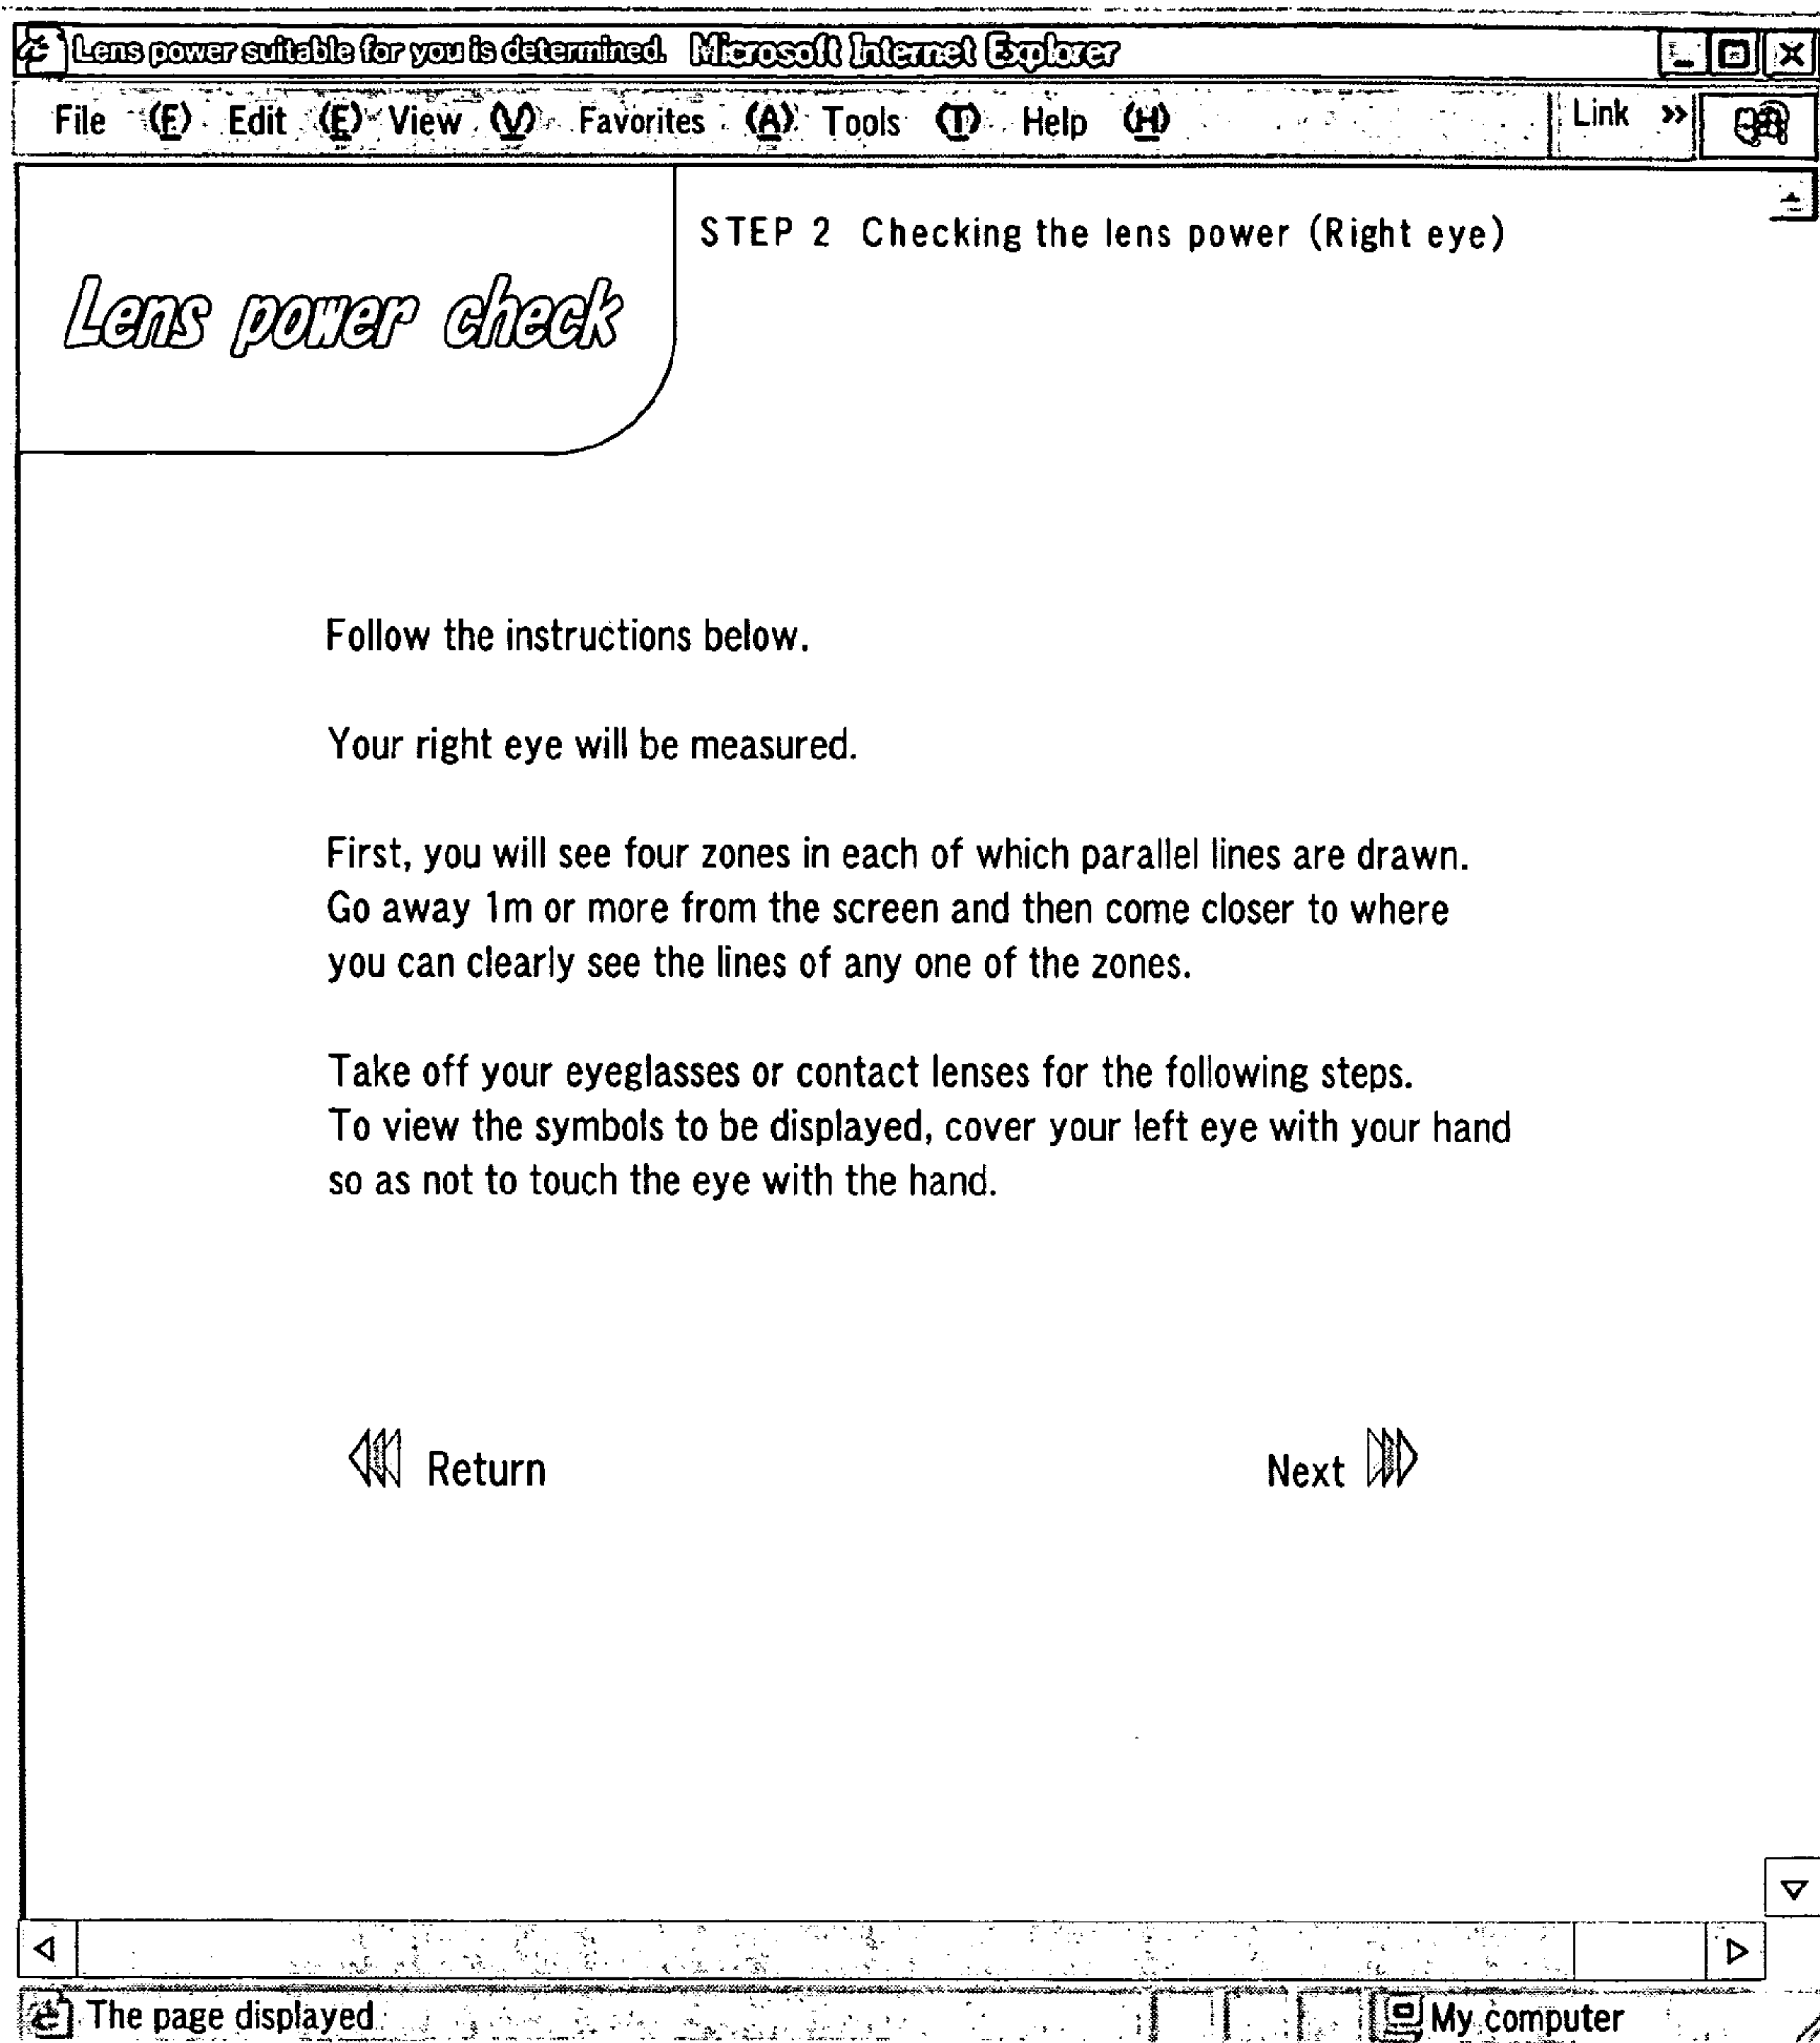 Lens power suitable for you is determined. Microsoft Internet Explorer
File (F) Edit (E) View (V) Favorites (A) Tools (T) Help (H) Link »
STEP 2 Checking the lens power (Right eye)
Lens power check
Follow the instructions below.
Your right eye will be measured.
First, you will see four zones in each of which parallel lines are drawn.
Go away 1m or more from the screen and then come closer to where
you can clearly see the lines of any one of the zones.
Take off your eyeglasses or contact lenses for the following steps.
To view the symbols to be displayed, cover your left eye with your hand
so as not to touch the eye with the hand.
Return Next
The page displayed My computer